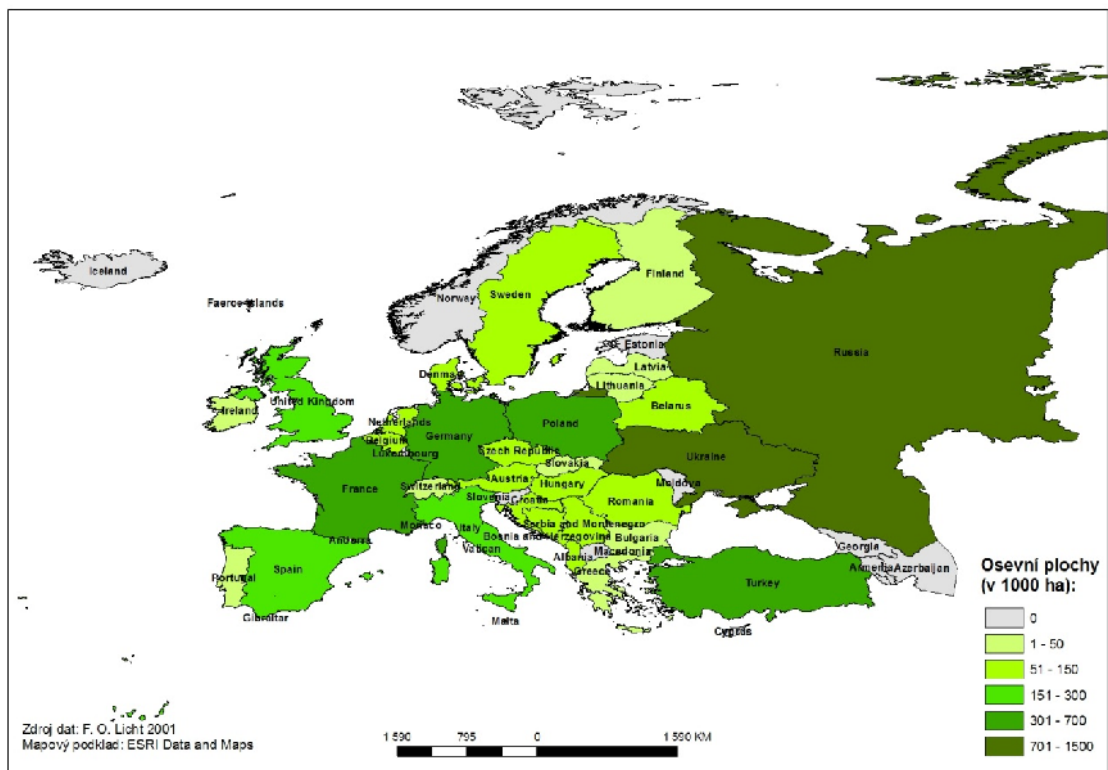 Iceland
Faeroe Islands
Norway
Sweden
Finland
Russia
Estonia
Latvia
Lithuania
Denmark
Belarus
United Kingdom
Ireland
Netherlands
Belgium
Luxembourg
Germany
Poland
Czech Republic
Slovakia
Ukraine
Moldova
France
Switzerland
Austria
Hungary
Slovenia
Croatia
Romania
Monaco
Italy
Serbia and Montenegro
Bosnia and Herzegovina
Bulgaria
Andorra
Vatican
Macedonia
Albania
Greece
Georgia
Armenia
Azerbaijan
Portugal
Spain
Turkey
Gibraltar
Malta
Cyprus
Osevní plochy
(v 1000 ha):
0
1 - 50
51 - 150
151 - 300
301 - 700
701 - 1500
Zdroj dat: F. O. Licht 2001
Mapový podklad: ESRI Data and Maps
1 590 795 0 1 590 KM